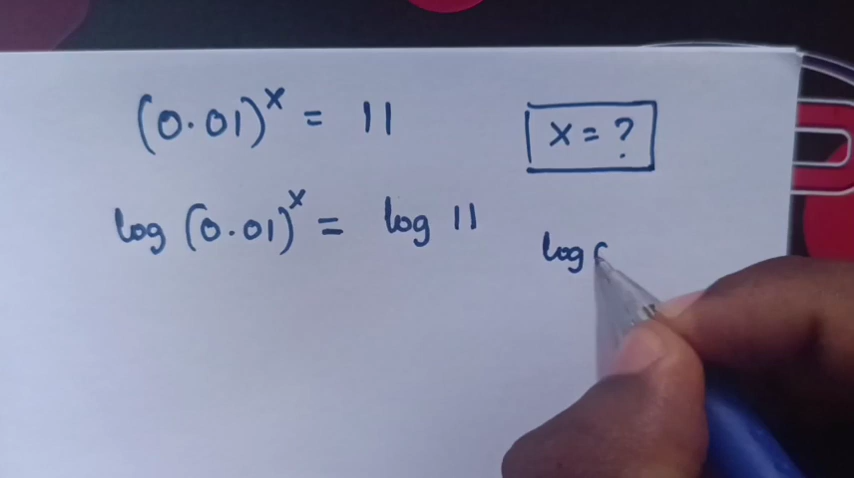 (0.01)^x = 11
x = ?
log (0.01)^x = log 11
log